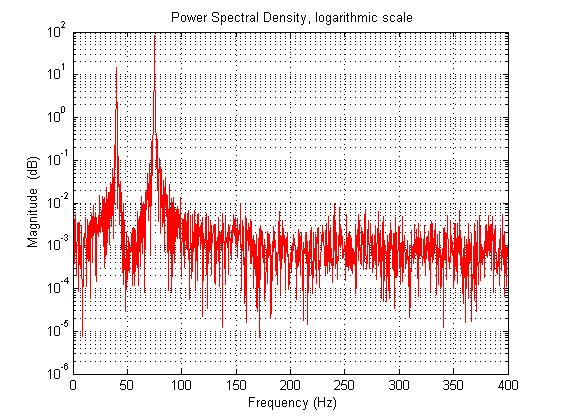 Power Spectral Density, logarithmic scale
Magnitude (dB)
10^2
10^1
10^0
10^-1
10^-2
10^-3
10^-4
10^-5
10^-6
0 50 100 150 200 250 300 350 400
Frequency (Hz)